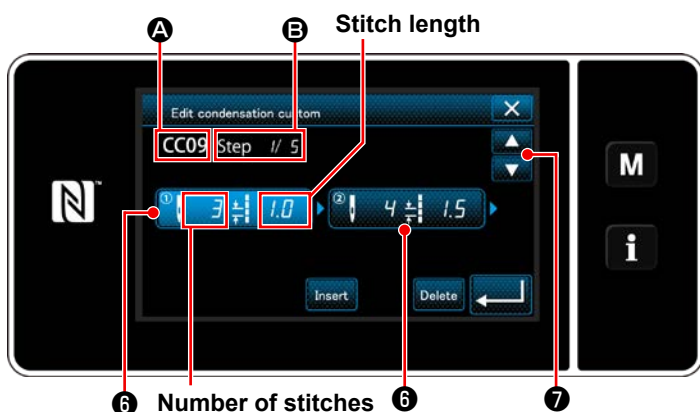 A B Stitch length
Edit condensation custom X
CC09 Step 1/ 5
① 3 1.0 ② 4 1.5
M
N
i
Insert Delete
6 Number of stitches 6 7